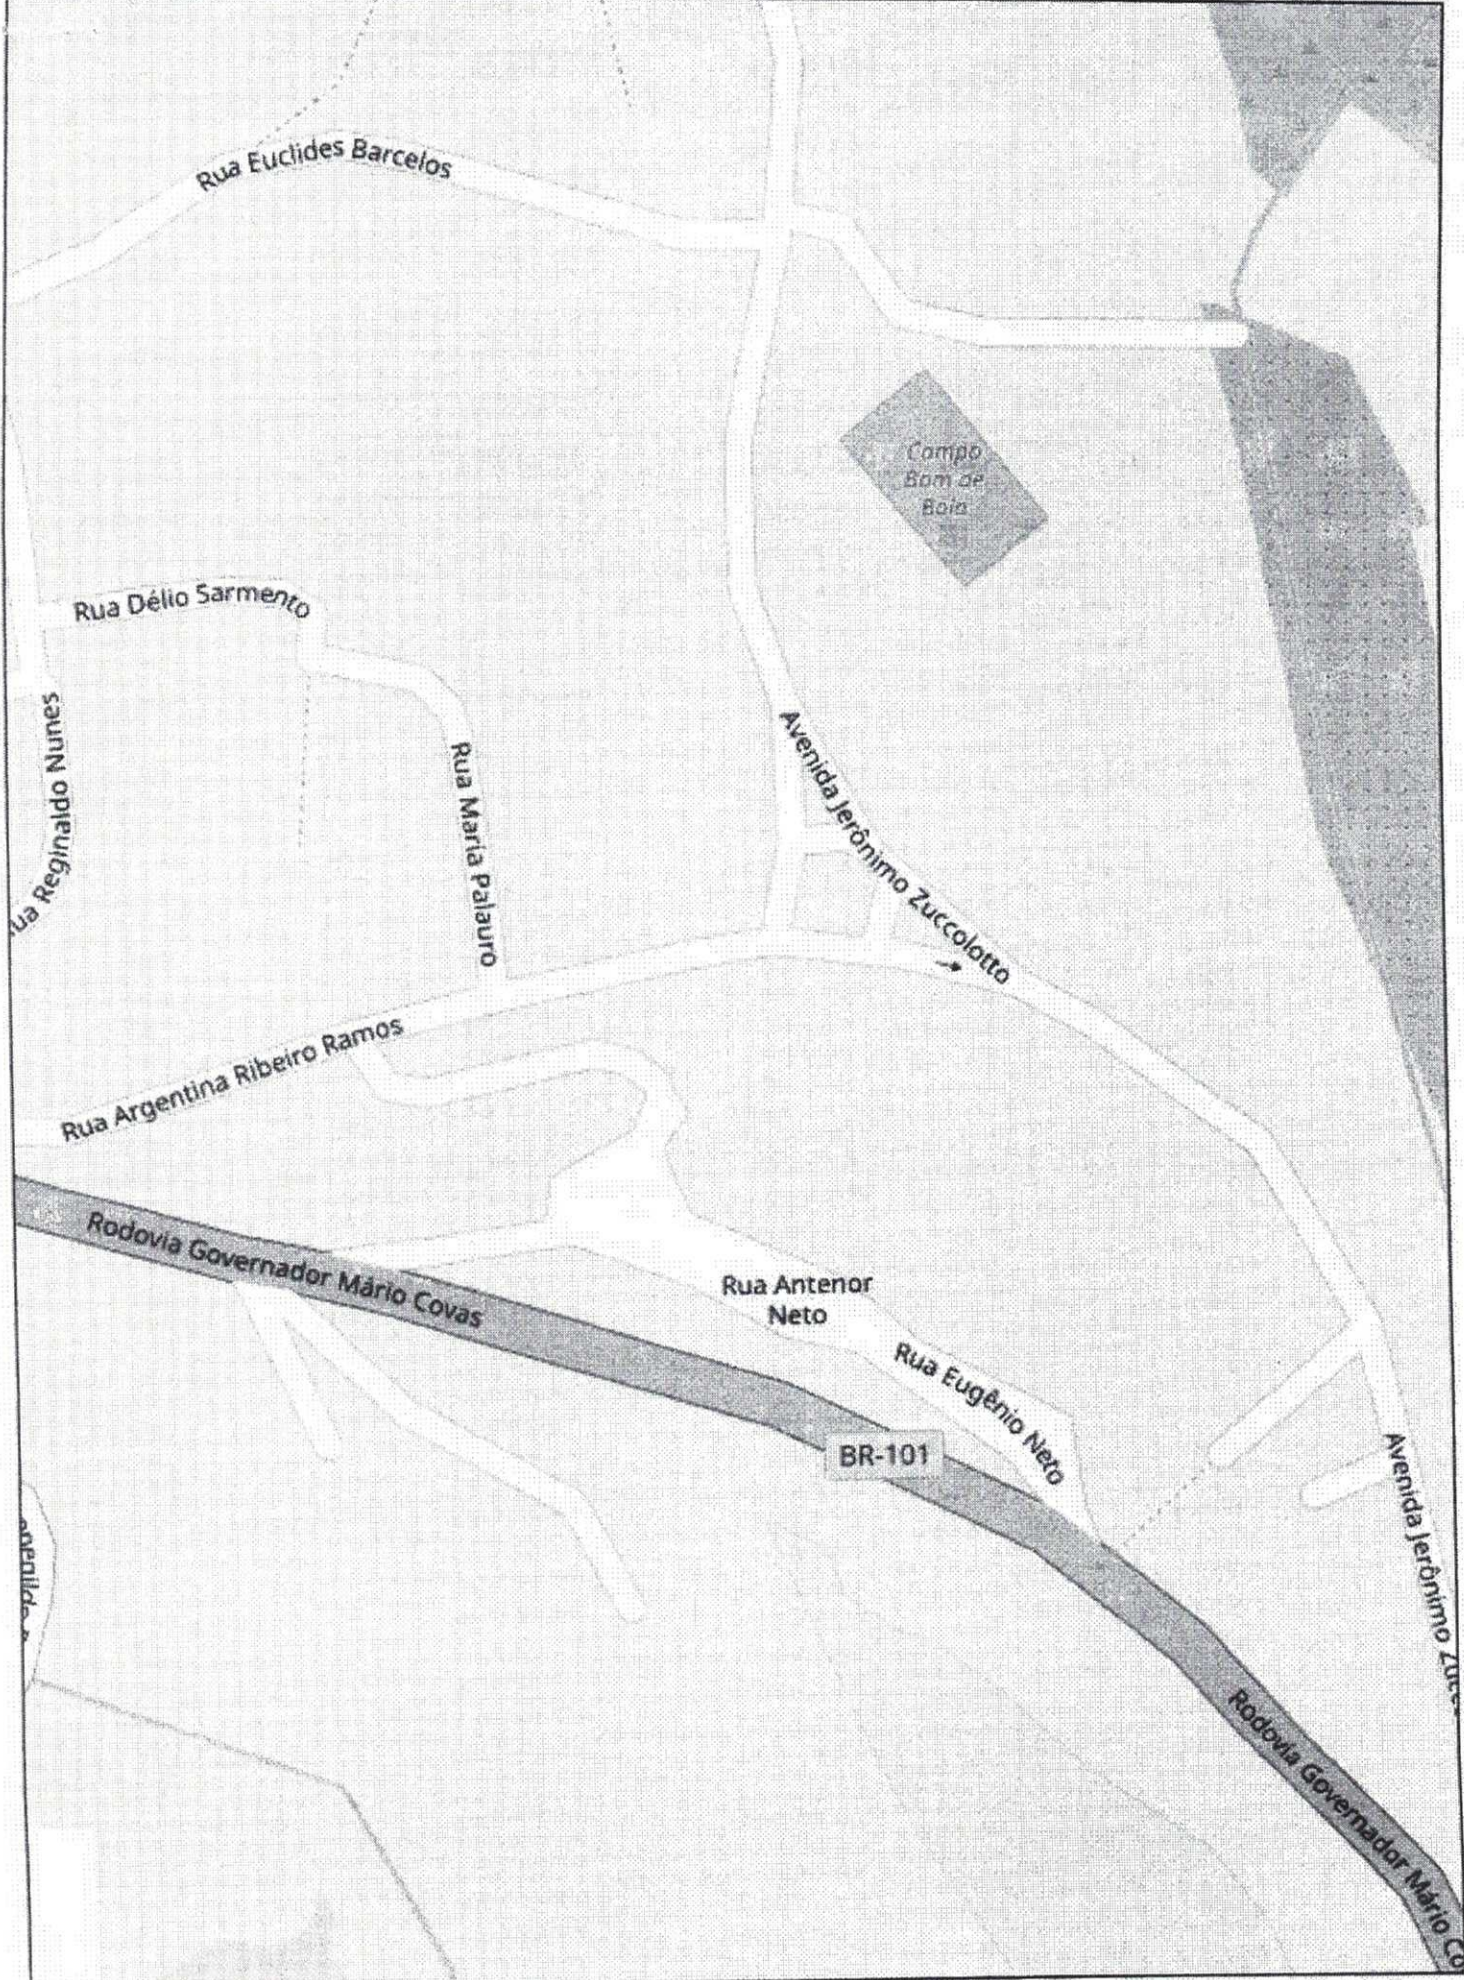 Rua Euclides Barcelos
Campo
Bom de
Bola
Rua Délio Sarmento
Rua Reginaldo Nunes
Rua Maria Palauro
Avenida Jerônimo Zuccolotto
Rua Argentina Ribeiro Ramos
Rodovia Governador Mário Covas
Rua Antenor
Neto
Rua Eugênio Neto
BR-101
Avenida Jerônimo Zucc
Rodovia Governador Mário Co